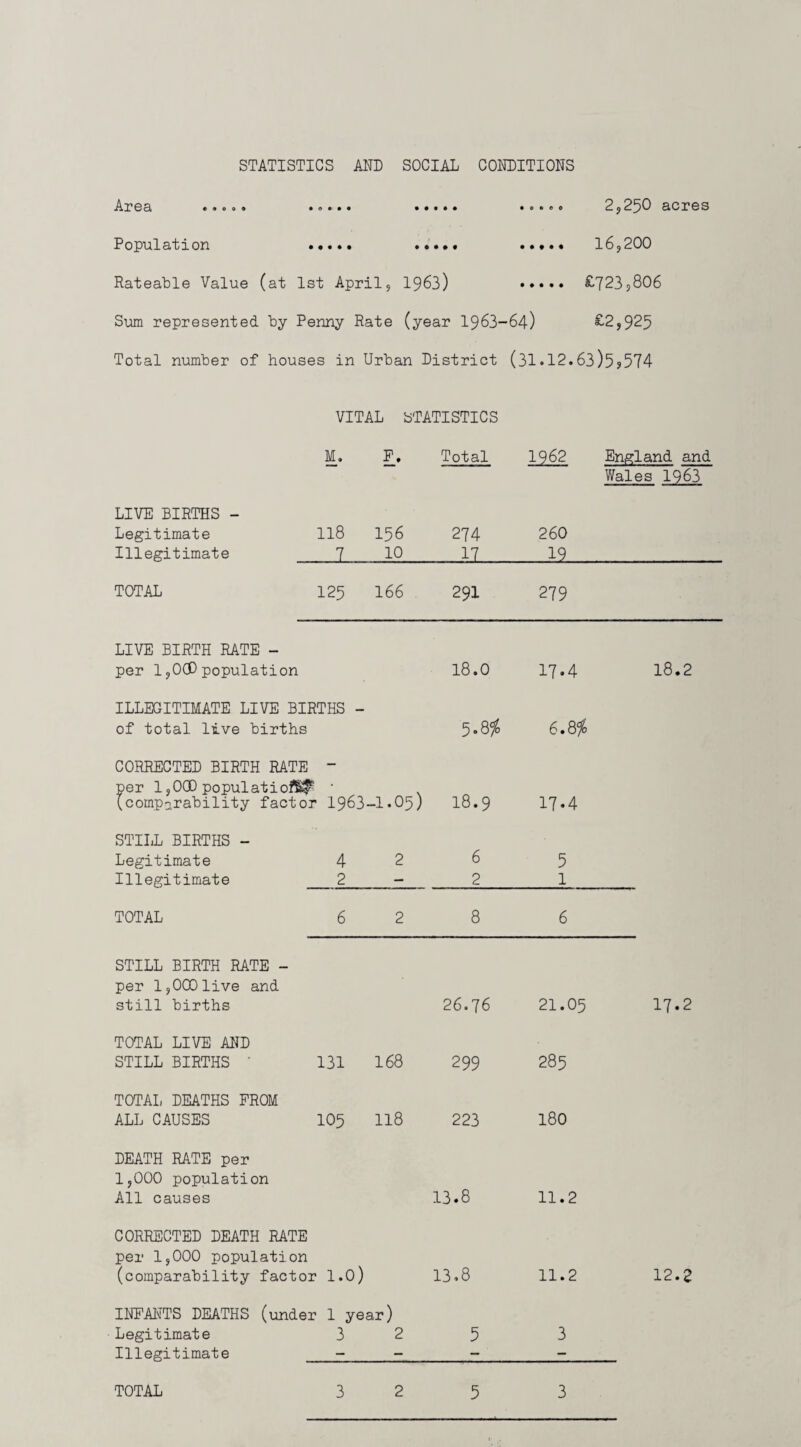 STATISTICS AND SOCIAL CONDITIONS
Area ..... ..... ..... ..... 2,250 acres
Population ..... ..... ..... 16,200
Rateable Value (at 1st April, 1963) ..... £723,806
Sum represented by Penny Rate (year 1963-64) £2,925
Total number of houses in Urban District (31.12.63)5,574
VITAL STATISTICS
M. F. Total 1962 England and
Wales 1963
LIVE BIRTHS -
Legitimate 118 156 274 260
Illegitimate 7 10 17 19
TOTAL 125 166 291 279
LIVE BIRTH RATE -
per 1,000 population 18.0 17.4 18.2
ILLEGITIMATE LIVE BIRTHS -
of total live births 5.8% 6.8%
CORRECTED BIRTH RATE -
per 1,000 population
(comparability factor 1963-1.05) 18.9 17.4
STILL BIRTHS -
Legitimate 4 2 6 5
Illegitimate 2 - 2 1
TOTAL 6 2 8 6
STILL BIRTH RATE -
per 1,000 live and
still births 26.76 21.05 17.2
TOTAL LIVE AND
STILL BIRTHS 131 168 299 285
TOTAL DEATHS FROM
ALL CAUSES 105 118 223 180
DEATH RATE per
1,000 population
All causes 13.8 11.2
CORRECTED DEATH RATE
per 1,000 population
(comparability factor 1.0) 13.8 11.2 12.2
INFANTS DEATHS (under 1 year)
Legitimate 3 2 5 3
Illegitimate - - - -
TOTAL 3 2 5 3